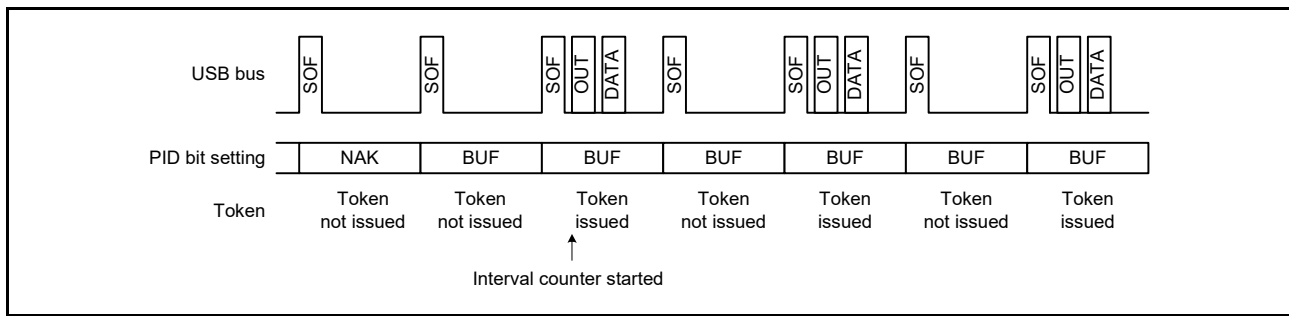 USB bus
SOF SOF SOF OUT DATA SOF SOF OUT DATA SOF SOF OUT DATA
PID bit setting NAK BUF BUF BUF BUF BUF BUF
Token Token Token Token Token Token Token Token
not issued not issued issued not issued issued not issued issued
Interval counter started